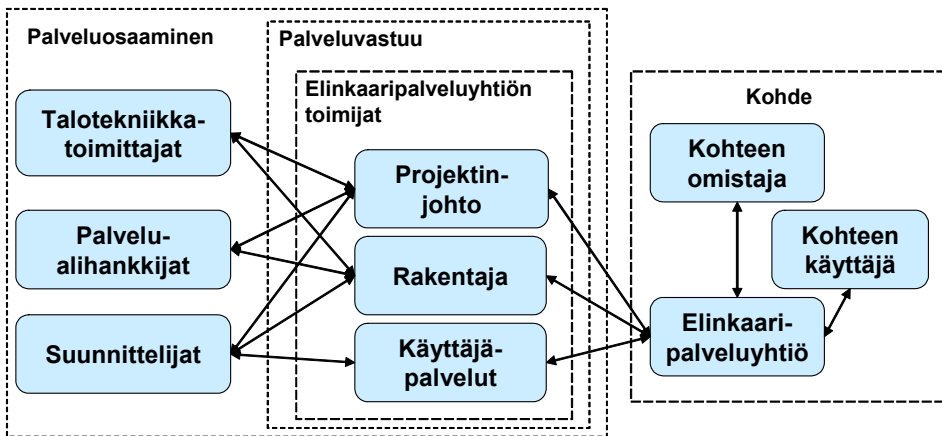 Palveluosaaminen
Talotekniikka-
toimittajat
Palvelu-
alihankkijat
Suunnittelijat
Palveluvastuu
Elinkaaripalveluyhtiön
toimijat
Projektin-
johto
Rakentaja
Käyttäjä-
palvelut
Kohde
Kohteen
omistaja
Kohteen
käyttäjä
Elinkaari-
palveluyhtiö